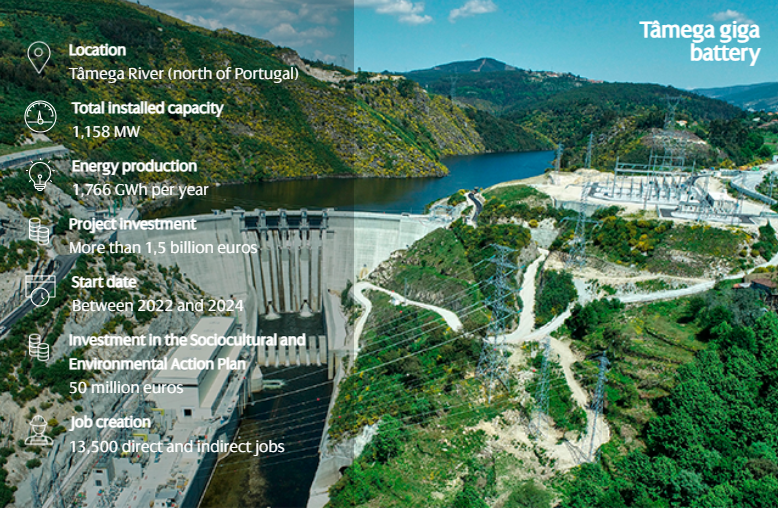 Tâmega giga
battery
Location
Tâmega River (north of Portugal)
Total installed capacity
1,158 MW
Energy production
1,766 GWh per year
Project investment
More than 1,5 billion euros
Start date
Between 2022 and 2024
Investment in the Sociocultural and
Environmental Action Plan
50 million euros
Job creation
13,500 direct and indirect jobs